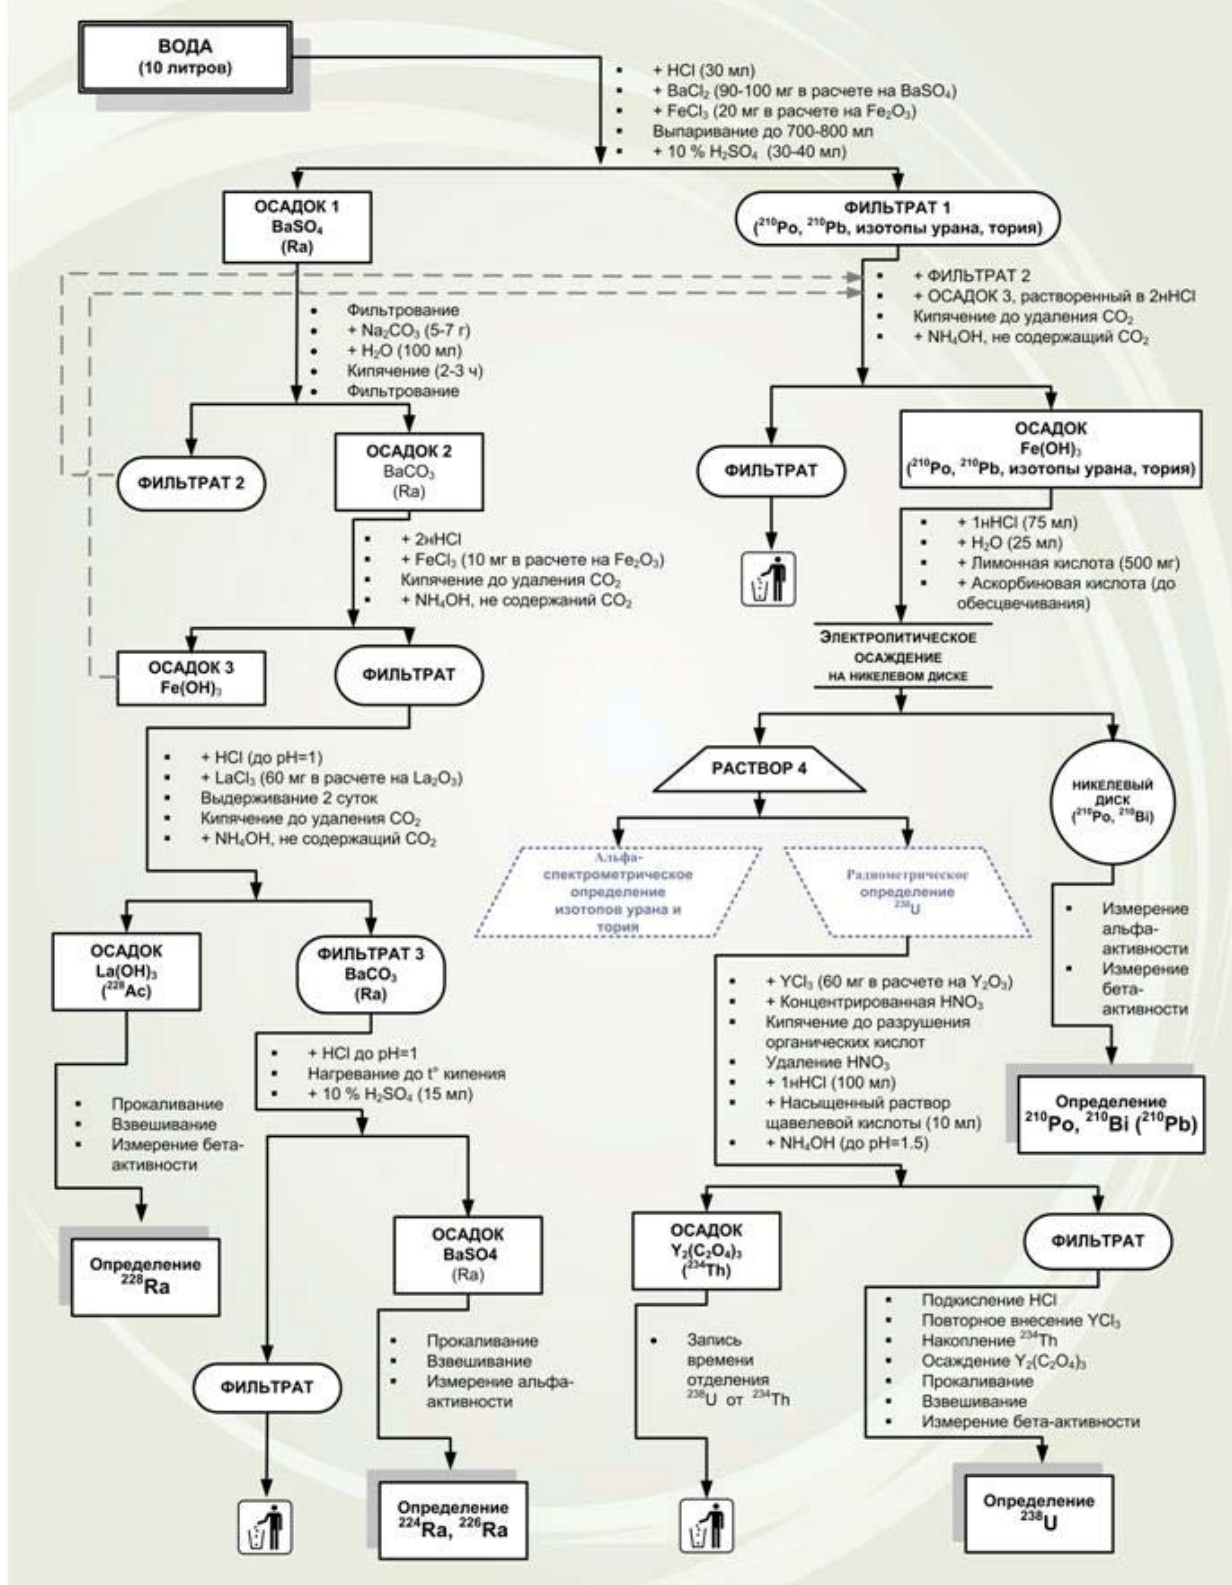 ВОДА
(10 литров)
+ HCl (30 мл)
+ BaCl₂ (90-100 мг в расчете на BaSO₄)
+ FeCl₃ (20 мг в расчете на Fe₂O₃)
Выпаривание до 700-800 мл
+ 10 % H₂SO₄ (30-40 мл)
ОСАДОК 1
BaSO₄
(Ra)
ФИЛЬТРАТ 1
(²¹⁰Po, ²¹⁰Pb, изотопы урана, тория)
+ ФИЛЬТРАТ 2
+ ОСАДОК 3, растворенный в 2нHCl
Кипячение до удаления CO₂
+ NH₄OH, не содержащий CO₂
Фильтрование
+ Na₂CO₃ (5-7 г)
+ H₂O (100 мл)
Кипячение (2-3 ч)
Фильтрование
ФИЛЬТРАТ 2
ОСАДОК 2
BaCO₃
(Ra)
ФИЛЬТРАТ
ОСАДОК
Fe(OH)₃
(²¹⁰Po, ²¹⁰Pb, изотопы урана, тория)
+ 2нHCl
+ FeCl₃ (10 мг в расчете на Fe₂O₃)
Кипячение до удаления CO₂
+ NH₄OH, не содержаний CO₂
+ 1нHCl (75 мл)
+ H₂O (25 мл)
+ Лимонная кислота (500 мг)
+ Аскорбиновая кислота (до
обесцвечивания)
ОСАДОК 3
Fe(OH)₃
ФИЛЬТРАТ
ЭЛЕКТРОЛИТИЧЕСКОЕ
ОСАЖДЕНИЕ
НА НИКЕЛЕВОМ ДИСКЕ
+ HCl (до pH=1)
+ LaCl₃ (60 мг в расчете на La₂O₃)
Выдерживание 2 суток
Кипячение до удаления CO₂
+ NH₄OH, не содержащий CO₂
РАСТВОР 4
НИКЕЛЕВЫЙ
ДИСК
(²¹⁰Po, ²¹⁰Bi)
Альфа-
спектрометрическое
определение
изотопов урана и
тория
Радиометрическое
определение
²³⁸U
Измерение
альфа-
активности
Измерение
бета-
активности
ОСАДОК
La(OH)₃
(²²⁸Ac)
ФИЛЬТРАТ 3
BaCO₃
(Ra)
+ YCl₃ (60 мг в расчете на Y₂O₃)
+ Концентрированная HNO₃
Кипячение до разрушения
органических кислот
Удаление HNO₃
+ 1нHCl (100 мл)
+ Насыщенный раствор
щавелевой кислоты (10 мл)
+ NH₄OH (до pH=1.5)
+ HCl до pH=1
Нагревание до t° кипения
+ 10 % H₂SO₄ (15 мл)
Прокаливание
Взвешивание
Измерение бета-
активности
Определение
²¹⁰Po, ²¹⁰Bi (²¹⁰Pb)
Определение
²²⁸Ra
ОСАДОК
BaSO4
(Ra)
ОСАДОК
Y₂(C₂O₄)₃
(²³⁴Th)
ФИЛЬТРАТ
Прокаливание
Взвешивание
Измерение альфа-
активности
Запись
времени
отделения
²³⁸U от ²³⁴Th
Подкисление HCl
Повторное внесение YCl₃
Накопление ²³⁴Th
Осаждение Y₂(C₂O₄)₃
Прокаливание
Взвешивание
Измерение бета-активности
ФИЛЬТРАТ
Определение
²²⁴Ra, ²²⁶Ra
Определение
²³⁸U